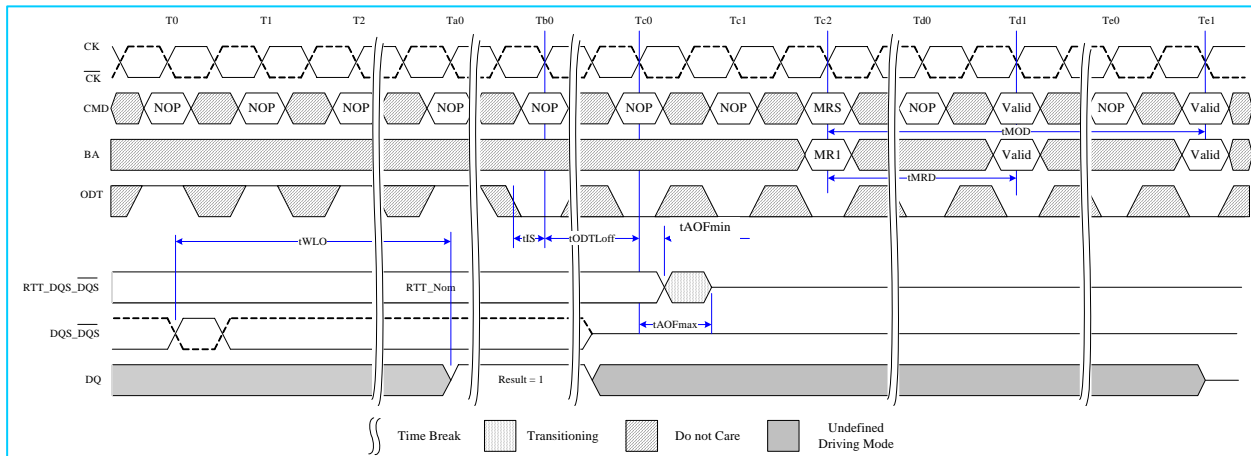 T0 T1 T2 Ta0 Tb0 Tc0 Tc1 Tc2 Td0 Td1 Te0 Te1
CK
CK
CMD NOP NOP NOP NOP NOP NOP NOP MRS NOP Valid NOP Valid
tMOD
BA MR1 Valid Valid
tMRD
ODT
tAOFmin
tWLO tIS tODTLoff
RTT_DQS_DQS RTT_Nom
tAOFmax
DQS_DQS
DQ Result = 1
Time Break Transitioning Do not Care Undefined
Driving Mode